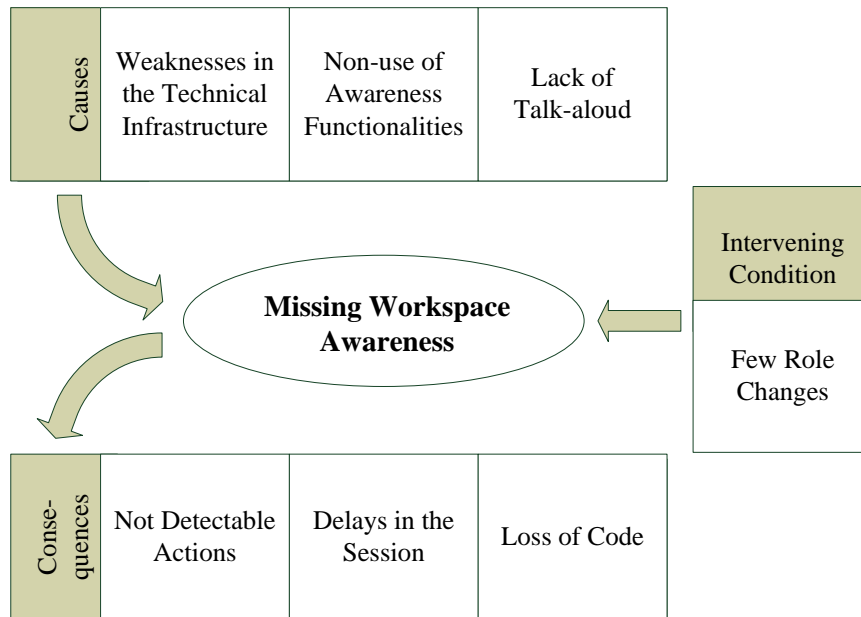 Causes
Weaknesses in
the Technical
Infrastructure
Non-use of
Awareness
Functionalities
Lack of
Talk-aloud
Intervening
Condition
Few Role
Changes
Missing Workspace
Awareness
Conse-
quences
Not Detectable
Actions
Delays in the
Session
Loss of Code